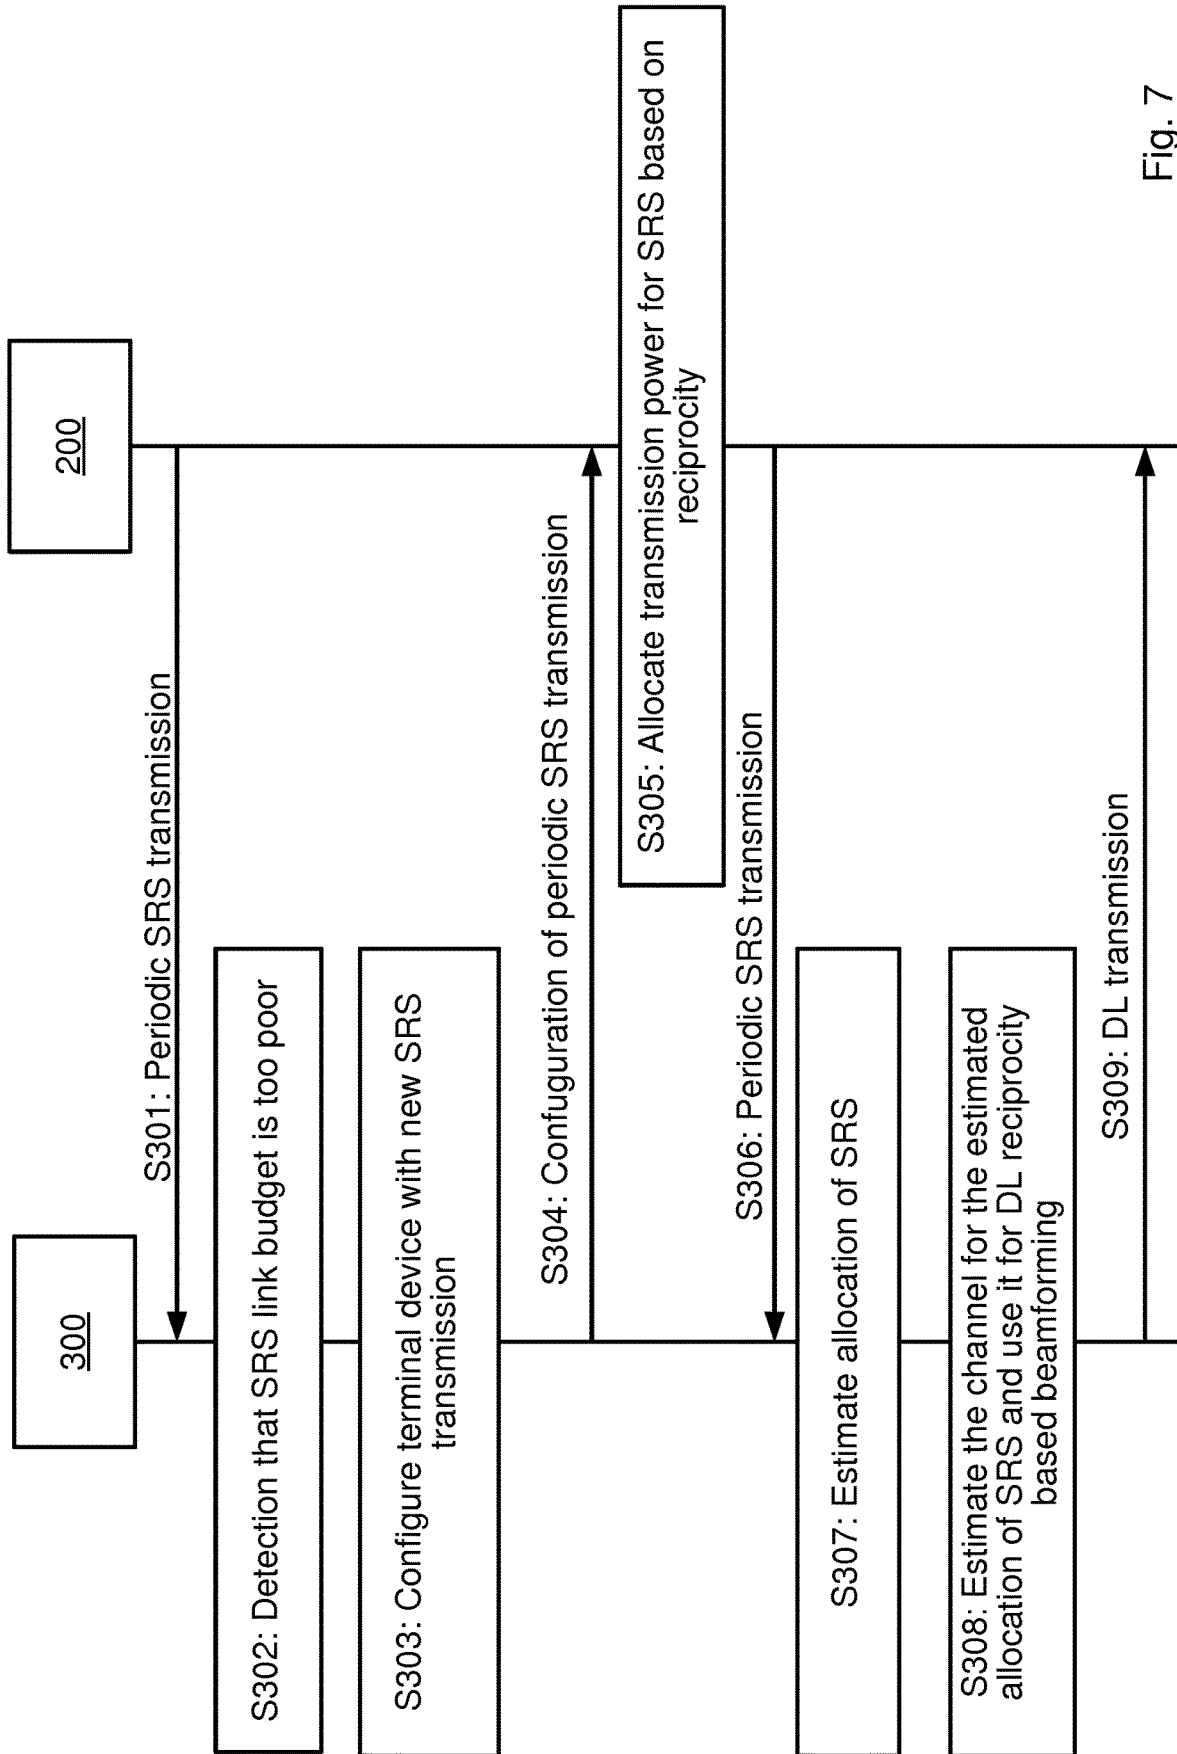 300
200
S301: Periodic SRS transmission
S302: Detection that SRS link budget is too poor
S303: Configure terminal device with new SRS
transmission
S304: Confuguration of periodic SRS transmission
S305: Allocate transmission power for SRS based on
reciprocity
S306: Periodic SRS transmission
S307: Estimate allocation of SRS
S308: Estimate the channel for the estimated
allocation of SRS and use it for DL reciprocity
based beamforming
S309: DL transmission
Fig. 7